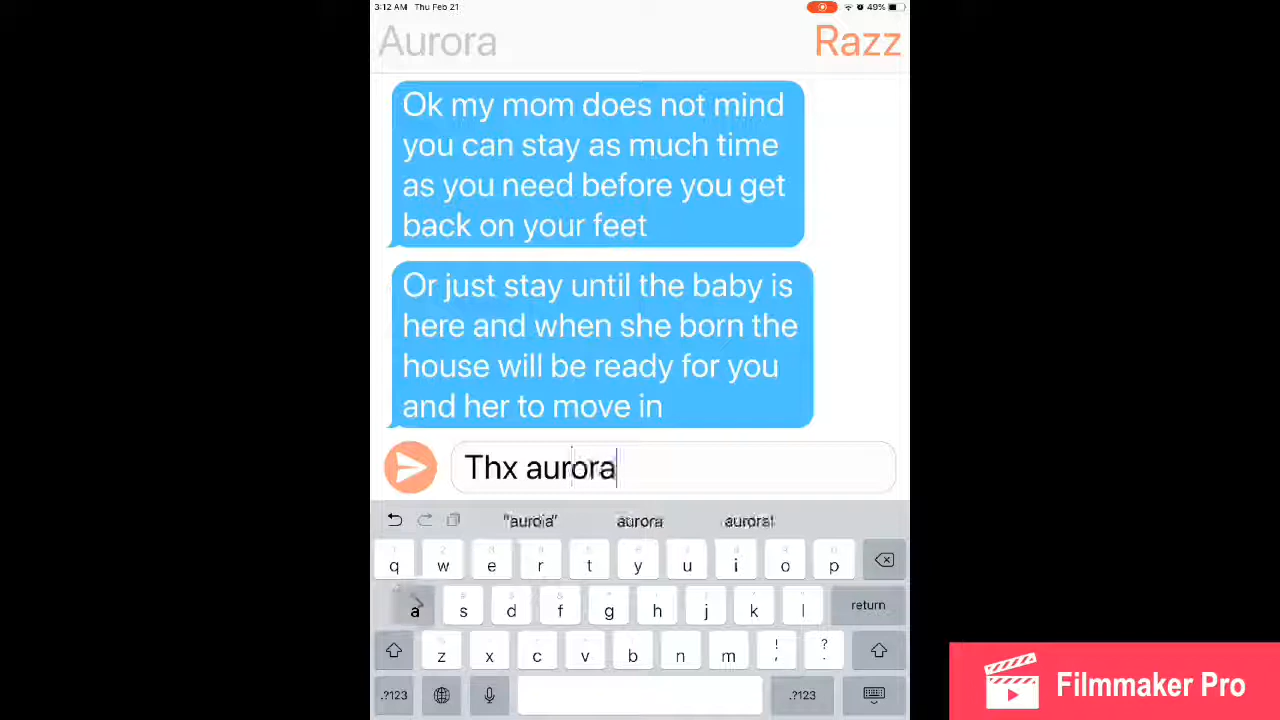 3:12 AM Thu Feb 21
49%
Aurora
Razz
Ok my mom does not mind
you can stay as much time
as you need before you get
back on your feet
Or just stay until the baby is
here and when she born the
house will be ready for you
and her to move in
Thx aurora
aurora
q w e r t y u i o p
a s d f g h j k l return
z x c v b n m ! , ? .
.?123 .?123
Filmmaker Pro